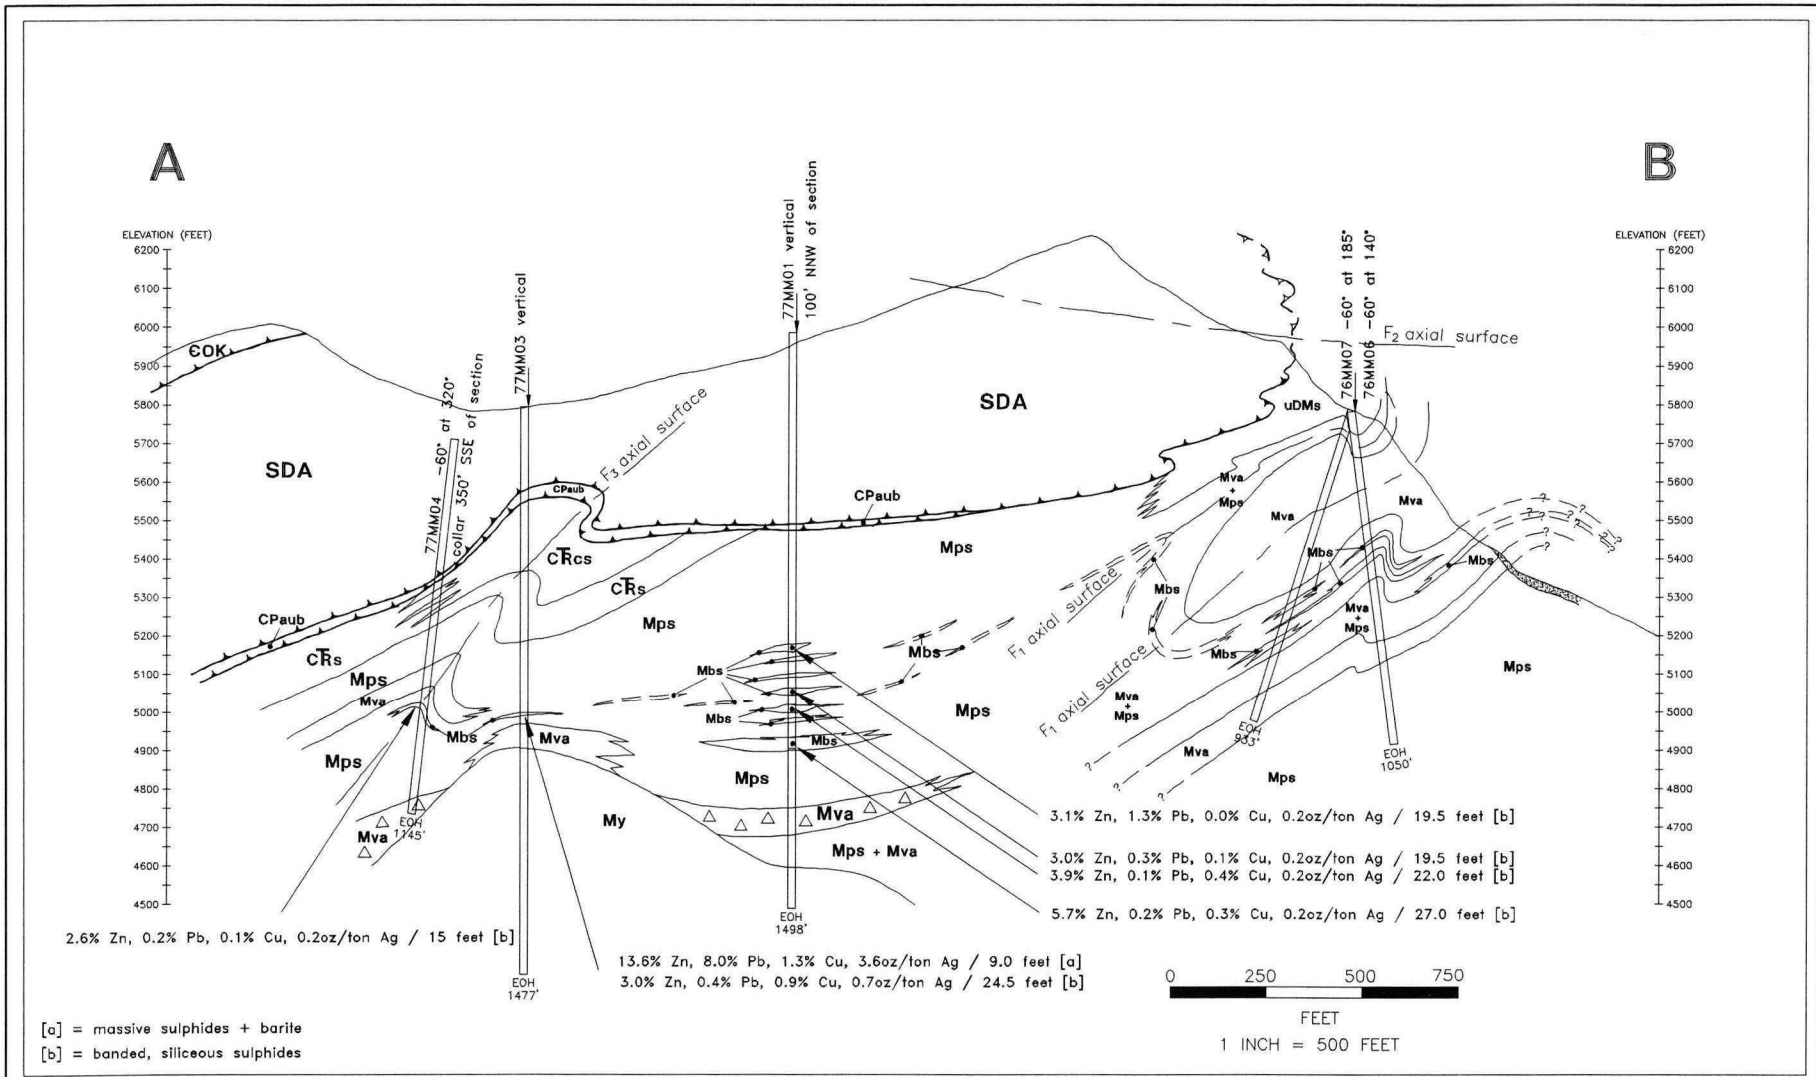 A
B
ELEVATION (FEET)
6200
6100
6000
5900
5800
5700
5600
5500
5400
5300
5200
5100
5000
4900
4800
4700
4600
4500
ELEVATION (FEET)
6200
6100
6000
5900
5800
5700
5600
5500
5400
5300
5200
5100
5000
4900
4800
4700
4600
4500
77MM04 -60° at 320°
collar 350' SSE of section
77MM03 vertical
77MM01 vertical
100' NNW of section
76MM07 -60° at 185°
76MM06 -60° at 140°
ЄOK
SDA
SDA
uDMs
F2 axial surface
F3 axial surface
F1 axial surface
F1 axial surface
CPaub
CPaub
CPaub
CTRcs
CTRs
CTRs
Mps
Mps
Mps
Mps
Mps
Mps
Mps
Mps
Mps
Mva
Mva
Mva
Mva
Mva
Mva
Mva
Mva
+
Mps
Mva
+
Mps
Mva
+
Mps
Mps + Mva
My
Mbs
Mbs
Mbs
Mbs
Mbs
Mbs
Mbs
Mbs
Mbs
? ? ? ? ? ? ? ? ?
? ? ?
EOH
1145'
EOH
1477'
EOH
1498'
EOH
933'
EOH
1050'
3.1% Zn, 1.3% Pb, 0.0% Cu, 0.2oz/ton Ag / 19.5 feet [b]
3.0% Zn, 0.3% Pb, 0.1% Cu, 0.2oz/ton Ag / 19.5 feet [b]
3.9% Zn, 0.1% Pb, 0.4% Cu, 0.2oz/ton Ag / 22.0 feet [b]
5.7% Zn, 0.2% Pb, 0.3% Cu, 0.2oz/ton Ag / 27.0 feet [b]
2.6% Zn, 0.2% Pb, 0.1% Cu, 0.2oz/ton Ag / 15 feet [b]
13.6% Zn, 8.0% Pb, 1.3% Cu, 3.6oz/ton Ag / 9.0 feet [a]
3.0% Zn, 0.4% Pb, 0.9% Cu, 0.7oz/ton Ag / 24.5 feet [b]
0 250 500 750
FEET
1 INCH = 500 FEET
[a] = massive sulphides + barite
[b] = banded, siliceous sulphides